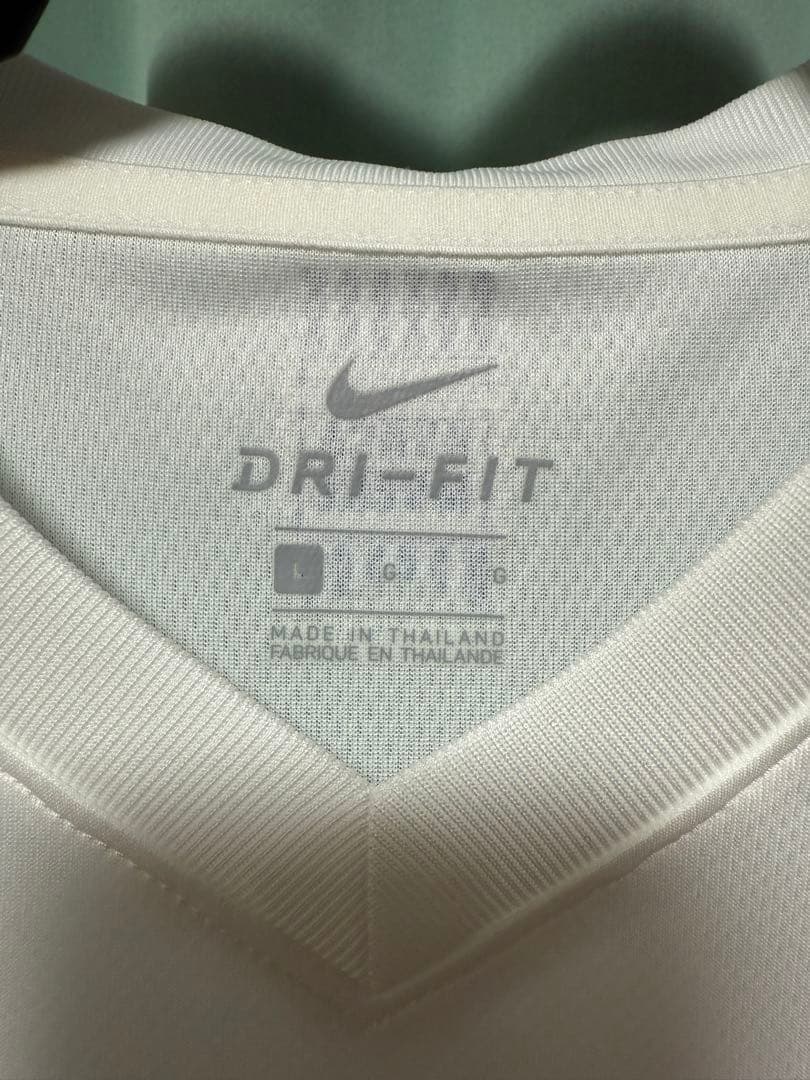 DRI-FIT
L G G
MADE IN THAILAND
FABRIQUE EN THAILANDE